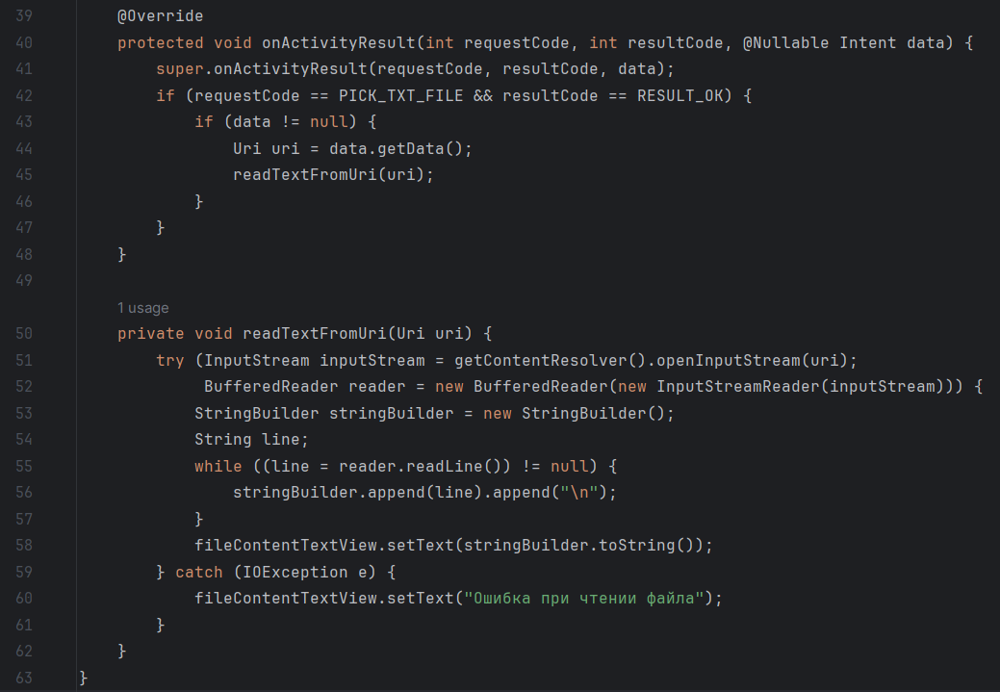 39 @Override
40 protected void onActivityResult(int requestCode, int resultCode, @Nullable Intent data) {
41 super.onActivityResult(requestCode, resultCode, data);
42 if (requestCode == PICK_TXT_FILE && resultCode == RESULT_OK) {
43 if (data != null) {
44 Uri uri = data.getData();
45 readTextFromUri(uri);
46 }
47 }
48 }
49
1 usage
50 private void readTextFromUri(Uri uri) {
51 try (InputStream inputStream = getContentResolver().openInputStream(uri);
52 BufferedReader reader = new BufferedReader(new InputStreamReader(inputStream))) {
53 StringBuilder stringBuilder = new StringBuilder();
54 String line;
55 while ((line = reader.readLine()) != null) {
56 stringBuilder.append(line).append("\n");
57 }
58 fileContentTextView.setText(stringBuilder.toString());
59 } catch (IOException e) {
60 fileContentTextView.setText("Ошибка при чтении файла");
61 }
62 }
63 }